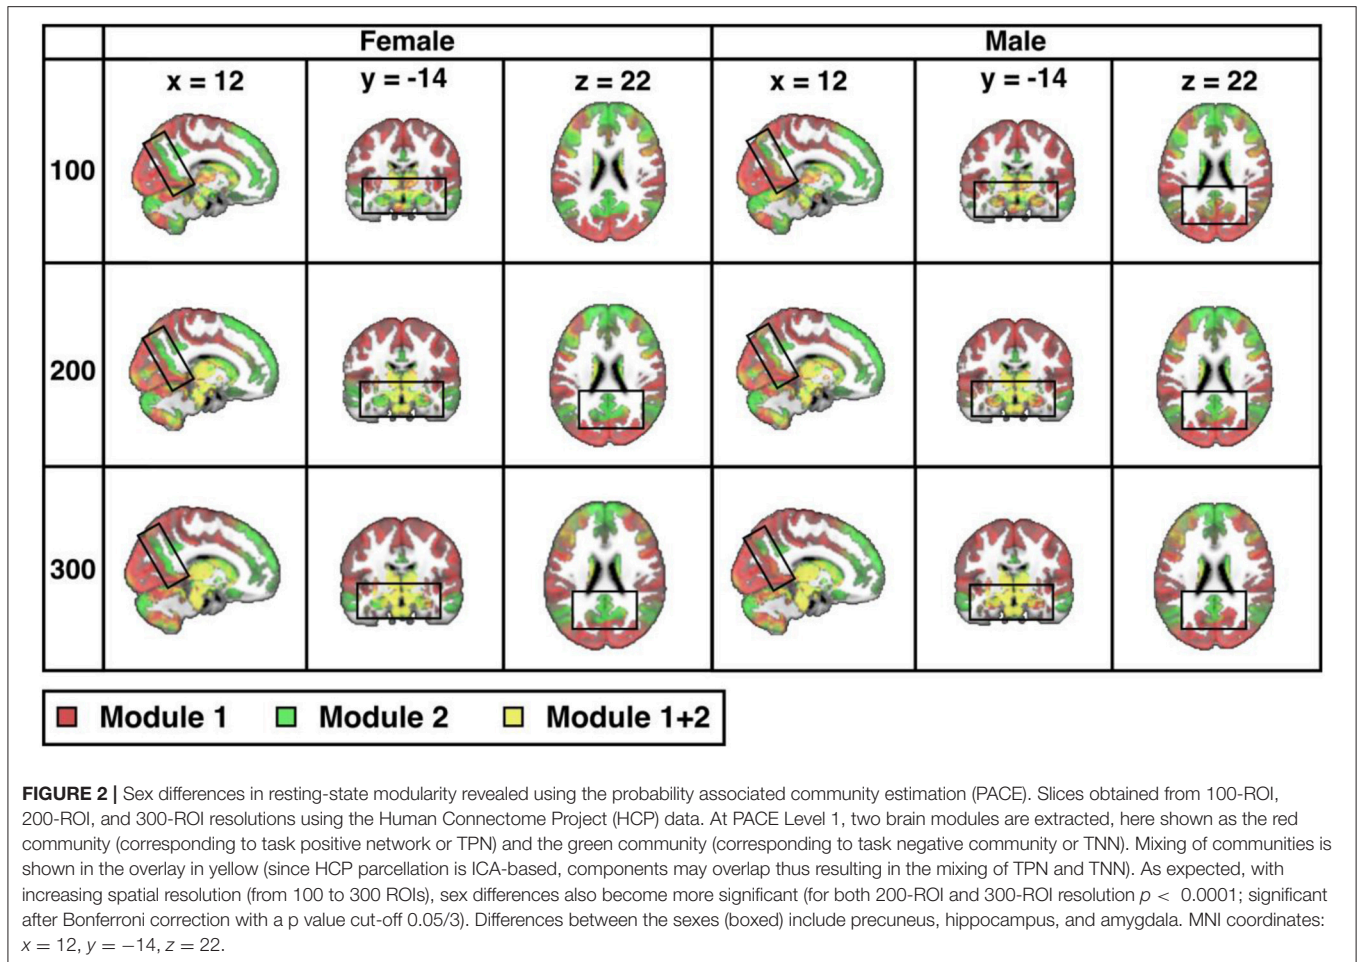 Female Male
x = 12 y = -14 z = 22 x = 12 y = -14 z = 22
100
200
300
Module 1 Module 2 Module 1+2
FIGURE 2 | Sex differences in resting-state modularity revealed using the probability associated community estimation (PACE). Slices obtained from 100-ROI,
200-ROI, and 300-ROI resolutions using the Human Connectome Project (HCP) data. At PACE Level 1, two brain modules are extracted, here shown as the red
community (corresponding to task positive network or TPN) and the green community (corresponding to task negative community or TNN). Mixing of communities is
shown in the overlay in yellow (since HCP parcellation is ICA-based, components may overlap thus resulting in the mixing of TPN and TNN). As expected, with
increasing spatial resolution (from 100 to 300 ROIs), sex differences also become more significant (for both 200-ROI and 300-ROI resolution p < 0.0001; significant
after Bonferroni correction with a p value cut-off 0.05/3). Differences between the sexes (boxed) include precuneus, hippocampus, and amygdala. MNI coordinates:
x = 12, y = −14, z = 22.